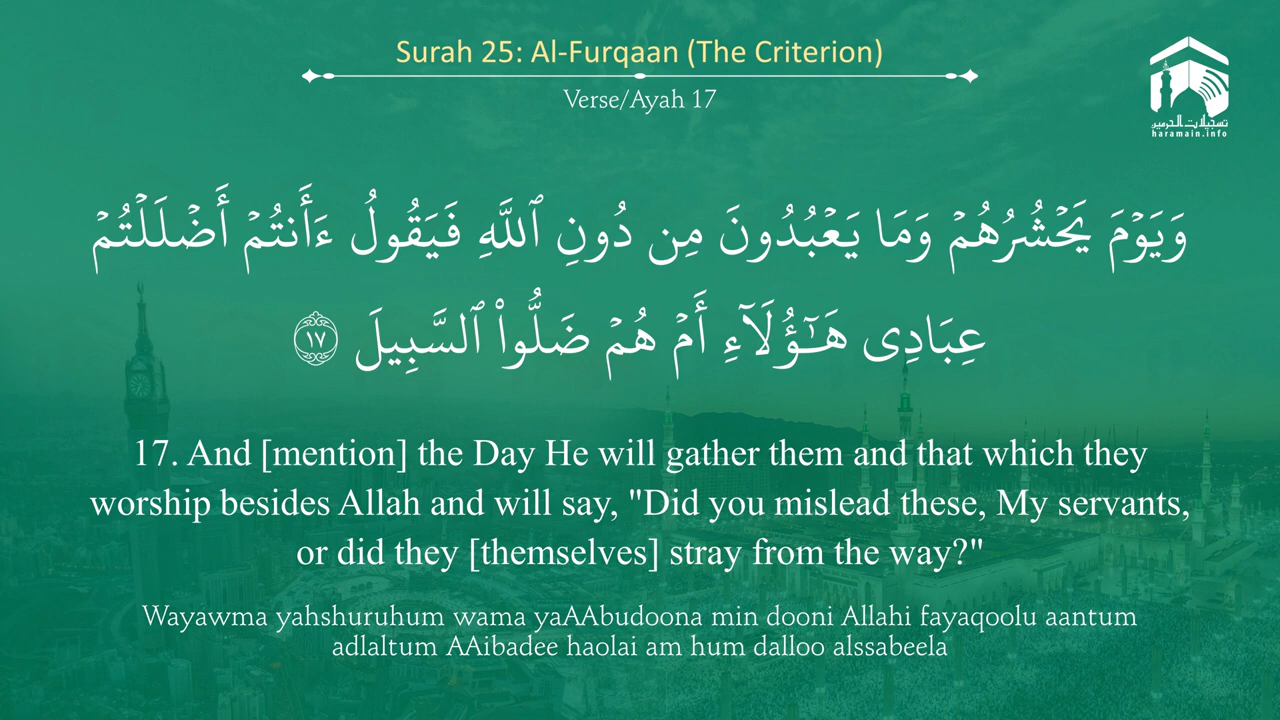 Surah 25: Al-Furqaan (The Criterion)
Verse/Ayah 17
تسجيلات الحرمين
haramain.info
وَيَوْمَ يَحْشُرُهُمْ وَمَا يَعْبُدُونَ مِن دُونِ ٱللَّهِ فَيَقُولُ ءَأَنتُمْ أَضْلَلْتُمْ
عِبَادِى هَـٰٓؤُلَآءِ أَمْ هُمْ ضَلُّوا۟ ٱلسَّبِيلَ ١٧
17. And [mention] the Day He will gather them and that which they
worship besides Allah and will say, "Did you mislead these, My servants,
or did they [themselves] stray from the way?"
Wayawma yahshuruhum wama yaAAbudoona min dooni Allahi fayaqoolu aantum
adlaltum AAibadee haolai am hum dalloo alssabeela